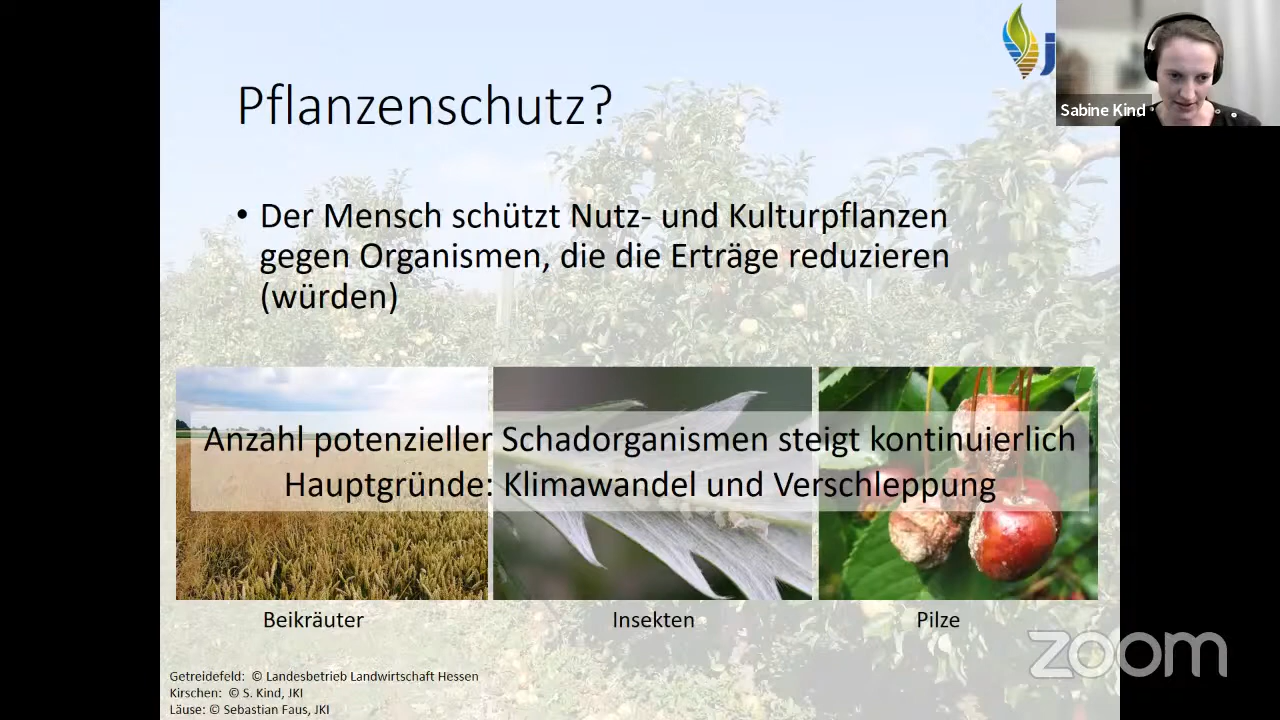 Sabine Kind
Pflanzenschutz?
• Der Mensch schützt Nutz- und Kulturpflanzen
gegen Organismen, die die Erträge reduzieren
(würden)
Anzahl potenzieller Schadorganismen steigt kontinuierlich
Hauptgründe: Klimawandel und Verschleppung
Beikräuter
Insekten
Pilze
zoom
Getreidefeld: © Landesbetrieb Landwirtschaft Hessen
Kirschen: © S. Kind, JKI
Läuse: © Sebastian Faus, JKI